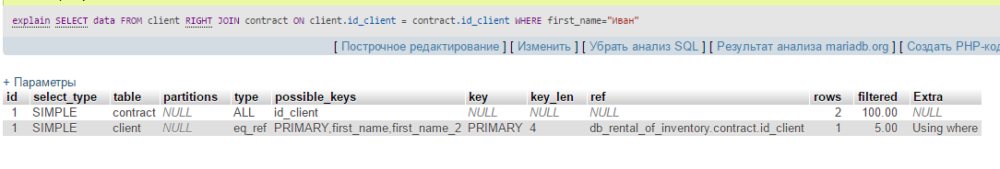 explain SELECT data FROM client RIGHT JOIN contract ON client.id_client = contract.id_client WHERE first_name="Иван"
[ Построчное редактирование ] [ Изменить ] [ Убрать анализ SQL ] [ Результат анализа mariadb.org ] [ Создать PHP-код
+ Параметры
id select_type table partitions type possible_keys key key_len ref rows filtered Extra
1 SIMPLE contract NULL ALL id_client NULL NULL NULL 2 100.00 NULL
1 SIMPLE client NULL eq_ref PRIMARY,first_name,first_name_2 PRIMARY 4 db_rental_of_inventory.contract.id_client 1 5.00 Using where